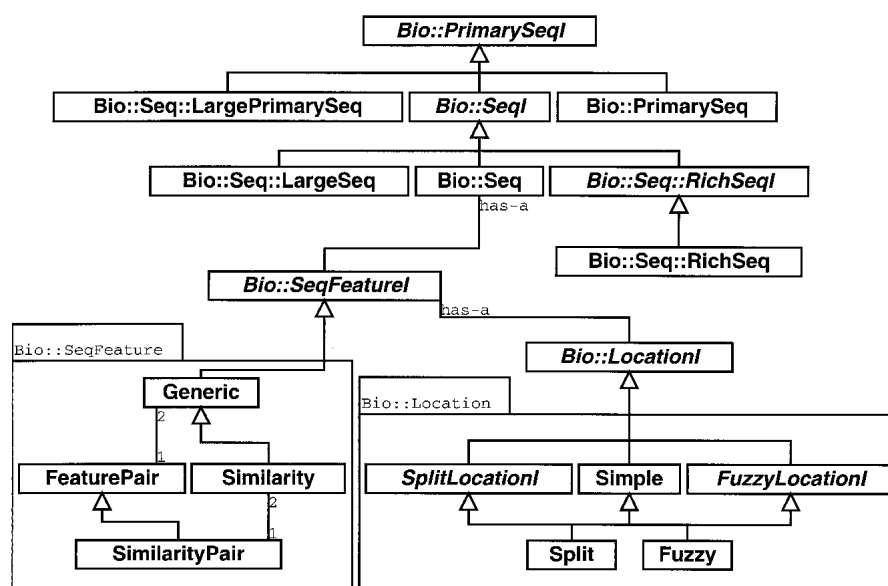 Bio::PrimarySeqI
Bio::Seq::LargePrimarySeq
Bio::SeqI
Bio::PrimarySeq
Bio::Seq::LargeSeq
Bio::Seq
Bio::Seq::RichSeqI
has-a
Bio::Seq::RichSeq
Bio::SeqFeatureI
has-a
Bio::SeqFeature
Bio::LocationI
Generic
Bio::Location
2
1
FeaturePair
Similarity
SplitLocationI
Simple
FuzzyLocationI
2
1
SimilarityPair
Split
Fuzzy